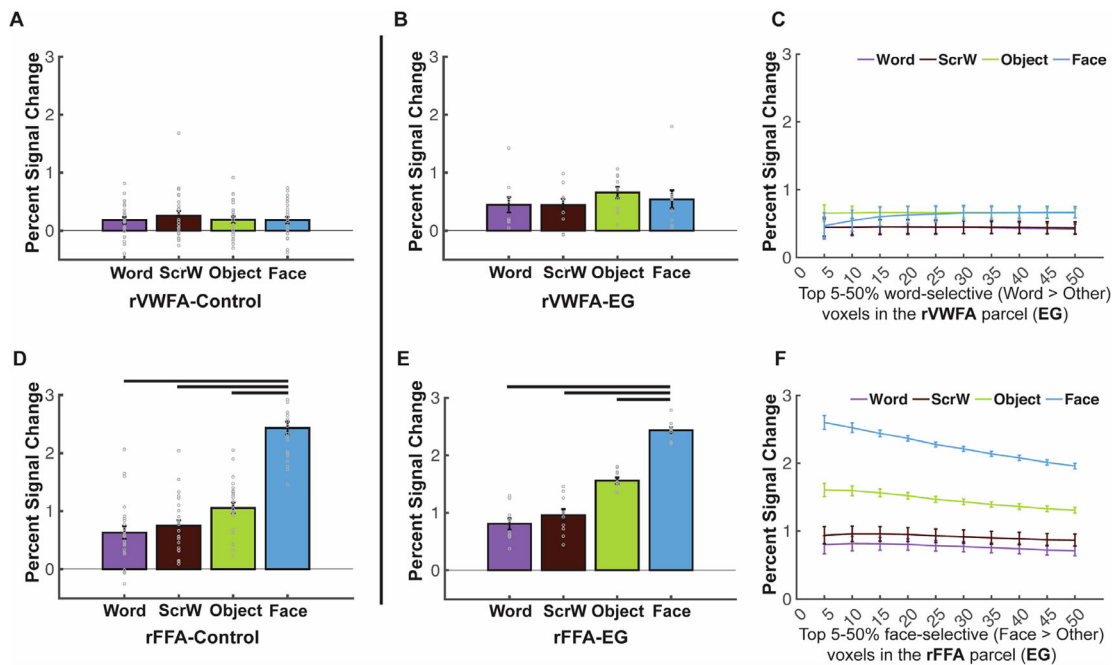 A
Percent Signal Change
3
2
1
0
Word ScrW Object Face
rVWFA-Control
B
Percent Signal Change
3
2
1
0
Word ScrW Object Face
rVWFA-EG
C
Percent Signal Change
3
2
1
0
Word ScrW Object Face
0 5 10 15 20 25 30 35 40 45 50
Top 5-50% word-selective (Word > Other)
voxels in the rVWFA parcel (EG)
D
Percent Signal Change
3
2
1
0
Word ScrW Object Face
rFFA-Control
E
Percent Signal Change
3
2
1
0
Word ScrW Object Face
rFFA-EG
F
Percent Signal Change
3
2
1
0
Word ScrW Object Face
0 5 10 15 20 25 30 35 40 45 50
Top 5-50% face-selective (Face > Other)
voxels in the rFFA parcel (EG)